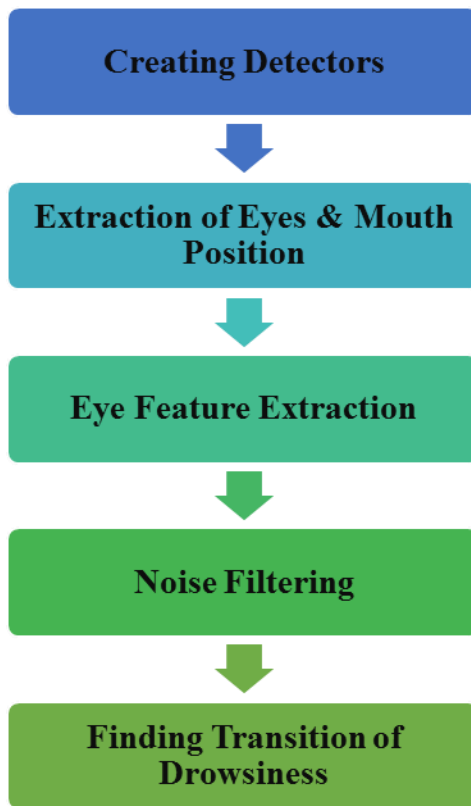 Creating Detectors
Extraction of Eyes & Mouth
Position
Eye Feature Extraction
Noise Filtering
Finding Transition of
Drowsiness